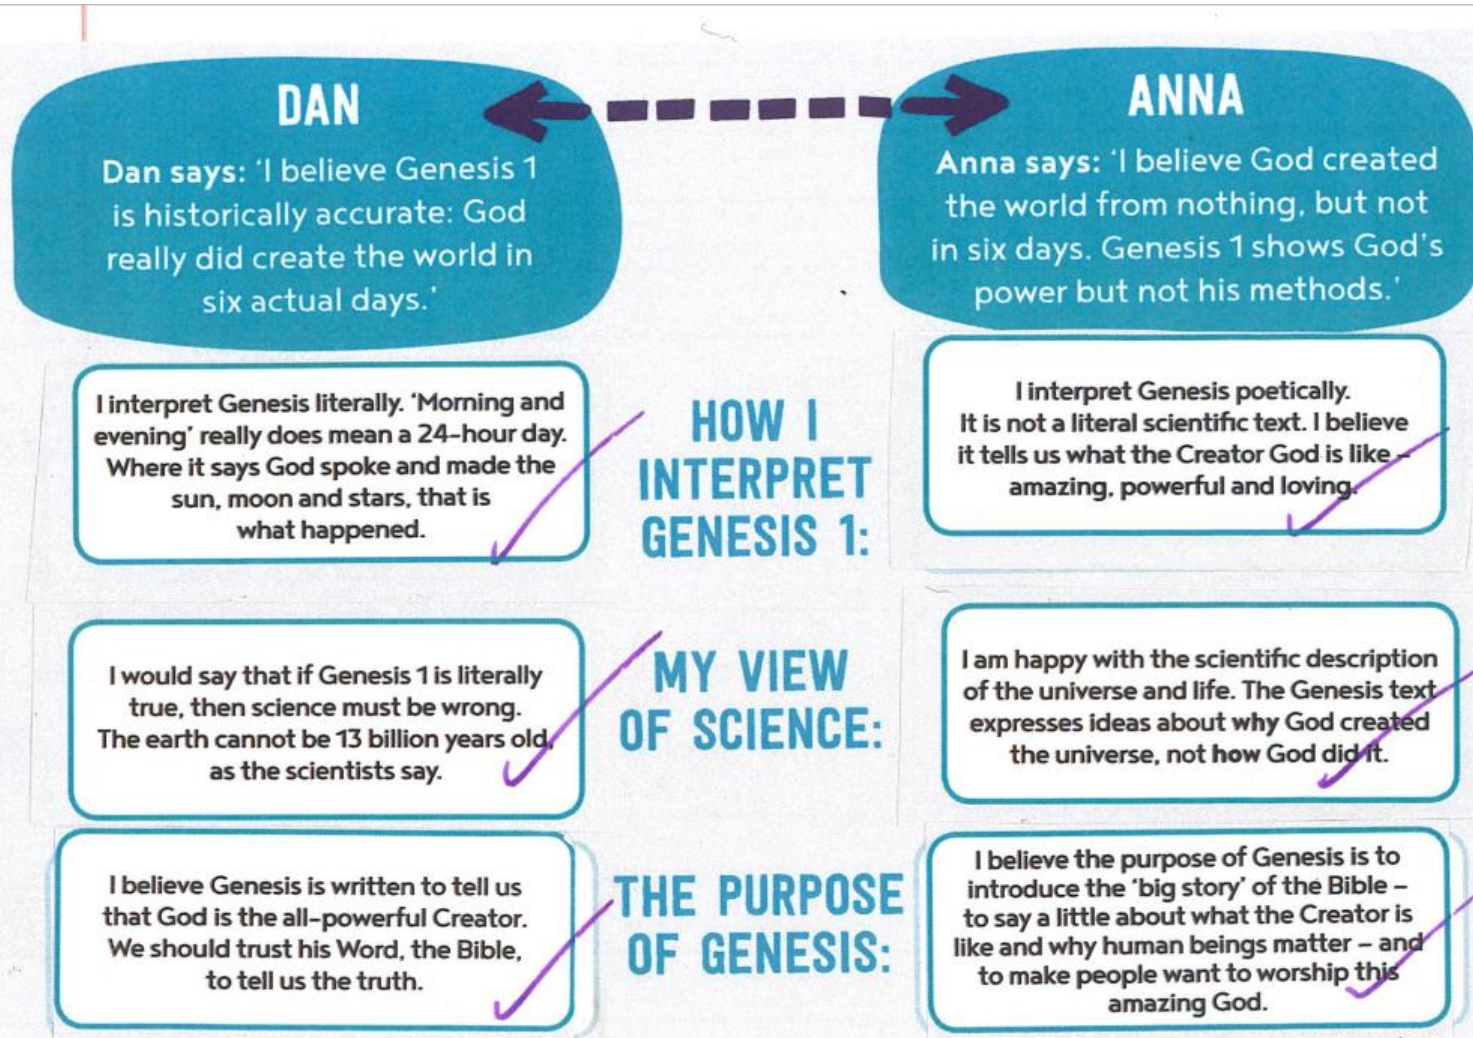 DAN
Dan says: 'I believe Genesis 1
is historically accurate: God
really did create the world in
six actual days.'
ANNA
Anna says: 'I believe God created
the world from nothing, but not
in six days. Genesis 1 shows God's
power but not his methods.'
I interpret Genesis literally. 'Morning and
evening' really does mean a 24-hour day.
Where it says God spoke and made the
sun, moon and stars, that is
what happened.
HOW I
INTERPRET
GENESIS 1:
I interpret Genesis poetically.
It is not a literal scientific text. I believe
it tells us what the Creator God is like –
amazing, powerful and loving.
I would say that if Genesis 1 is literally
true, then science must be wrong.
The earth cannot be 13 billion years old,
as the scientists say.
MY VIEW
OF SCIENCE:
I am happy with the scientific description
of the universe and life. The Genesis text
expresses ideas about why God created
the universe, not how God did it.
I believe Genesis is written to tell us
that God is the all-powerful Creator.
We should trust his Word, the Bible,
to tell us the truth.
THE PURPOSE
OF GENESIS:
I believe the purpose of Genesis is to
introduce the 'big story' of the Bible –
to say a little about what the Creator is
like and why human beings matter – and
to make people want to worship this
amazing God.